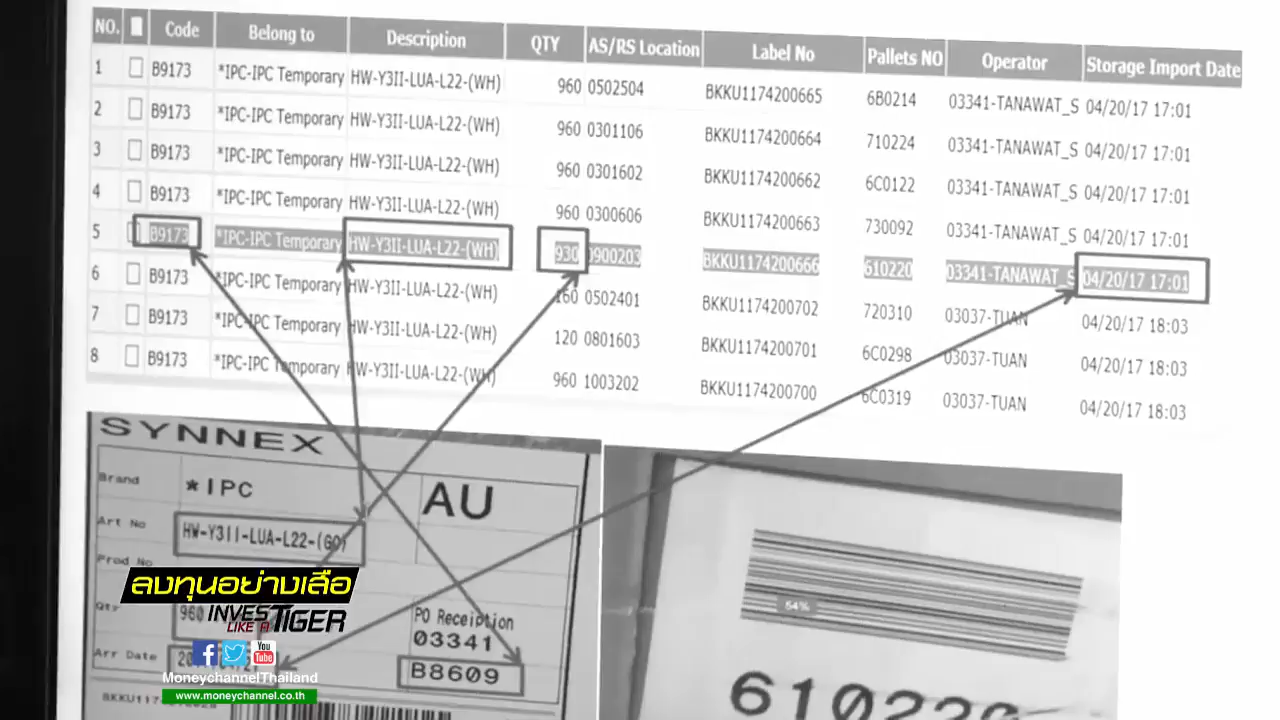 NO. Code Belong to Description QTY AS/RS Location Label No Pallets NO Operator Storage Import Date
1 B9173 *IPC-IPC Temporary HW-Y3II-LUA-L22-(WH) 960 0502504 BKKU1174200665 6B0214 03341-TANAWAT_S 04/20/17 17:01
2 B9173 *IPC-IPC Temporary HW-Y3II-LUA-L22-(WH) 960 0301106 BKKU1174200664 710224 03341-TANAWAT_S 04/20/17 17:01
3 B9173 *IPC-IPC Temporary HW-Y3II-LUA-L22-(WH) 960 0301602 BKKU1174200662 6C0122 03341-TANAWAT_S 04/20/17 17:01
4 B9173 *IPC-IPC Temporary HW-Y3II-LUA-L22-(WH) 960 0300606 BKKU1174200663 730092 03341-TANAWAT_S 04/20/17 17:01
5 B9173 *IPC-IPC Temporary HW-Y3II-LUA-L22-(WH) 930 0900203 BKKU1174200666 610220 03341-TANAWAT_S 04/20/17 17:01
6 B9173 *IPC-IPC Temporary HW-Y3II-LUA-L22-(WH) 0502401 BKKU1174200702 720310 03037-TUAN 04/20/17 18:03
7 B9173 *IPC-IPC Temporary HW-Y3II-LUA-L22-(WH) 120 0801603 BKKU1174200701 6C0298 03037-TUAN 04/20/17 18:03
8 B9173 *IPC-IPC Temporary HW-Y3II-LUA-L22-(WH) 960 1003202 BKKU1174200700 6C0319 03037-TUAN 04/20/17 18:03
SYNNEX
Brand *IPC AU
Art No HW-Y3II-LUA-L22-(GO)
Prod No
Qty 960
PO Receiption
03341
Arr Date
B8609
64%
ลงทุนอย่างเสือ
INVEST LIKE A TIGER
You Tube
MoneychannelThailand
www.moneychannel.co.th